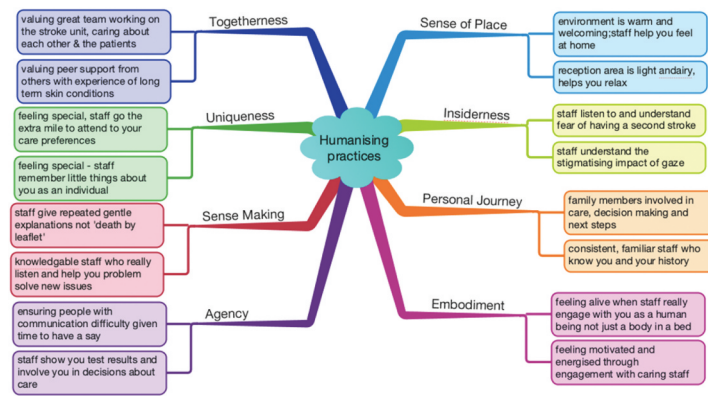 Humanising
practices
Togetherness
valuing great team working on
the stroke unit, caring about
each other & the patients
valuing peer support from
others with experience of long
term skin conditions
Uniqueness
feeling special, staff go the
extra mile to attend to your
care preferences
feeling special - staff
remember little things about
you as an individual
Sense Making
staff give repeated gentle
explanations not 'death by
leaflet'
knowledgable staff who really
listen and help you problem
solve new issues
Agency
ensuring people with
communication difficulty given
time to have a say
staff show you test results and
involve you in decisions about
care
Sense of Place
environment is warm and
welcoming;staff help you feel
at home
reception area is light andairy,
helps you relax
Insiderness
staff listen to and understand
fear of having a second stroke
staff understand the
stigmatising impact of gaze
Personal Journey
family members involved in
care, decision making and
next steps
consistent, familiar staff who
know you and your history
Embodiment
feeling alive when staff really
engage with you as a human
being not just a body in a bed
feeling motivated and
energised through
engagement with caring staff